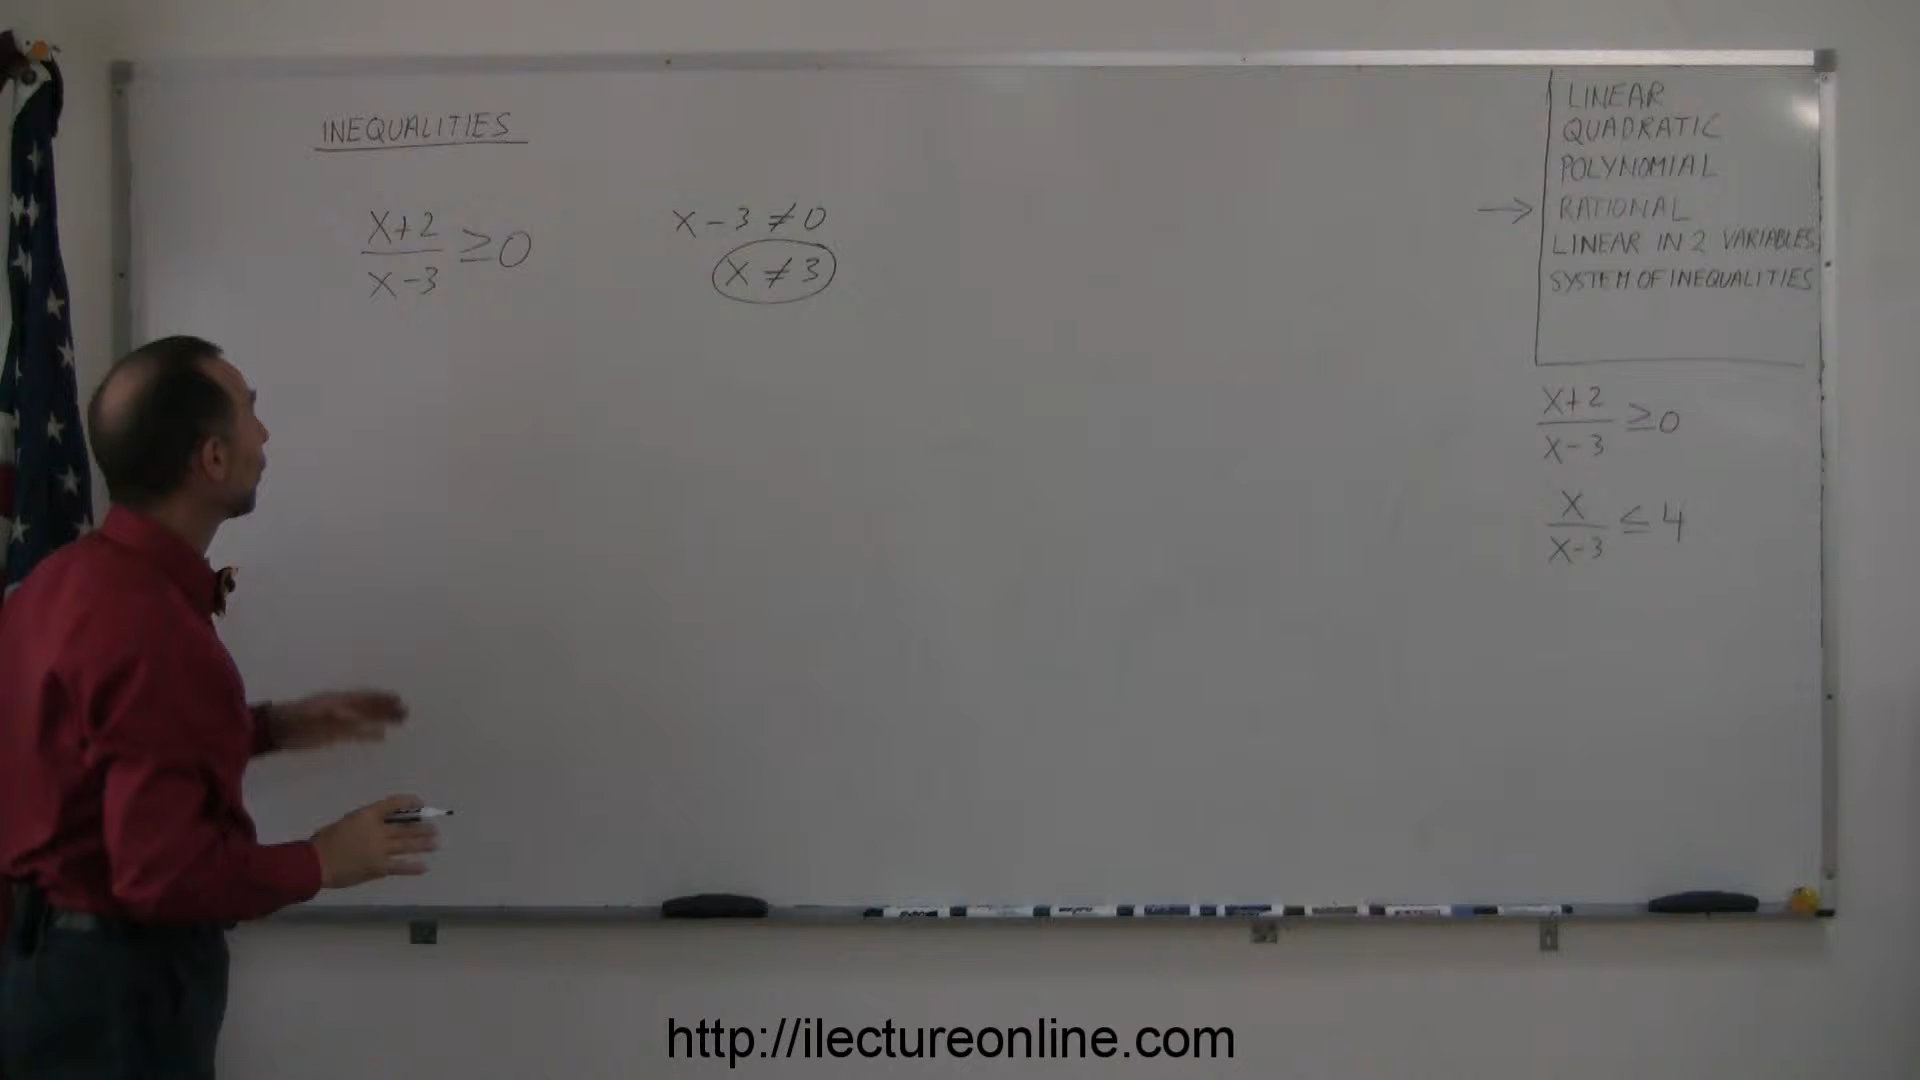 INEQUALITIES
x+2
x-3
≥0
x-3≠0
x≠3
LINEAR
QUADRATIC
POLYNOMIAL
→ RATIONAL
LINEAR IN 2 VARIABLES
SYSTEM OF INEQUALITIES
x+2
x-3
≥0
x
x-3
≤4
http://ilectureonline.com